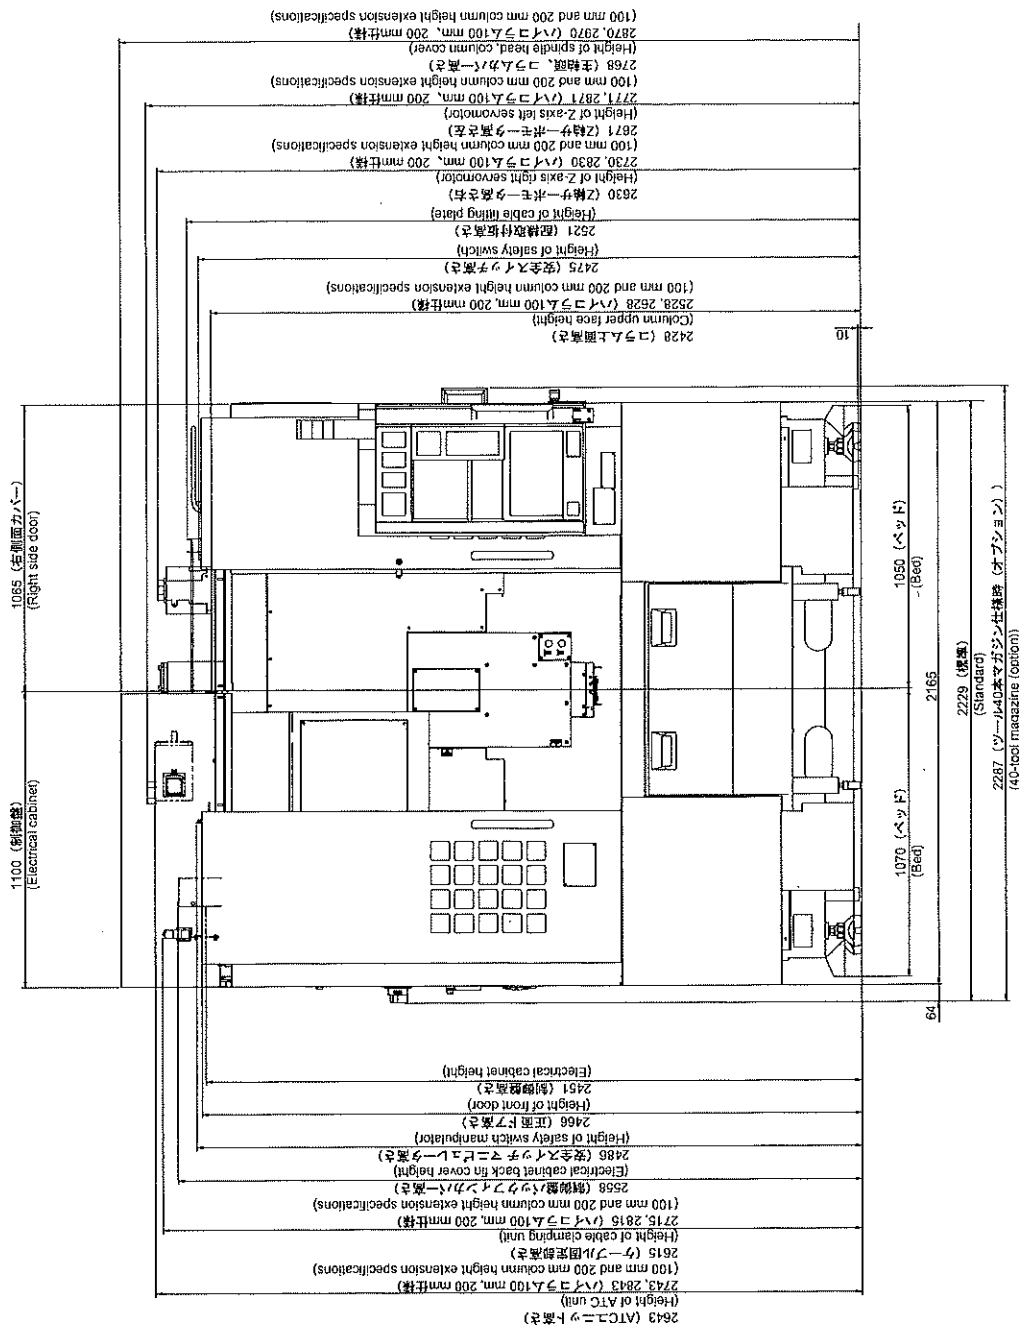 2870, 2970 (ハイコラム100 mm、200 mm仕様)
(100 mm and 200 mm column height extension specifications)
2768 (主軸頭、コラムカバー高さ)
(Height of spindle head, column cover)
2771, 2871 (ハイコラム100 mm、200 mm仕様)
(100 mm and 200 mm column height extension specifications)
2671 (Z軸サーボモータ高さ左)
(Height of Z-axis left servomotor)
2730, 2830 (ハイコラム100 mm、200 mm仕様)
(100 mm and 200 mm column height extension specifications)
2630 (Z軸サーボモータ高さ右)
(Height of Z-axis right servomotor)
2521 (配線取付板高さ)
(Height of cable fitting plate)
2475 (安全スイッチ高さ)
(Height of safety switch)
2528, 2628 (ハイコラム100 mm, 200 mm仕様)
(100 mm and 200 mm column height extension specifications)
2428 (コラム上面高さ)
(Column upper face height)
10
1065 (右側面カバー)
(Right side door)
1100 (制御盤)
(Electrical cabinet)
1050 (ベッド)
(Bed)
1070 (ベッド)
(Bed)
2165
2229 (標準)
(Standard)
2287 (ツール40本マガジン仕様時 (オプション))
(40-tool magazine (option))
64
2451 (制御盤高さ)
(Electrical cabinet height)
2466 (正面ドア高さ)
(Height of front door)
2486 (安全スイッチ マニピュレータ高さ)
(Height of safety switch manipulator)
2558 (制御盤バックフィンカバー高さ)
(Electrical cabinet back fin cover height)
2715, 2815 (ハイコラム100 mm, 200 mm仕様)
(100 mm and 200 mm column height extension specifications)
2615 (ケーブル固定部高さ)
(Height of cable clamping unit)
2743, 2843 (ハイコラム100 mm, 200 mm仕様)
(100 mm and 200 mm column height extension specifications)
2643 (ATCユニット高さ)
(Height of ATC unit)